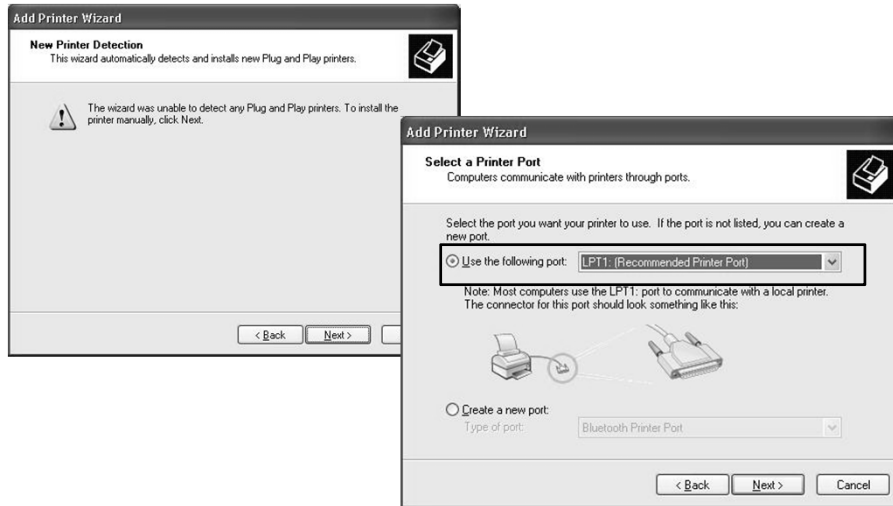 Add Printer Wizard
New Printer Detection
This wizard automatically detects and installs new Plug and Play printers.
The wizard was unable to detect any Plug and Play printers. To install the
printer manually, click Next.
< Back
Next >
Add Printer Wizard
Select a Printer Port
Computers communicate with printers through ports.
Select the port you want your printer to use. If the port is not listed, you can create a
new port.
Use the following port: LPT1: (Recommended Printer Port)
Note: Most computers use the LPT1: port to communicate with a local printer.
The connector for this port should look something like this:
Create a new port:
Type of port: Bluetooth Printer Port
< Back
Next >
Cancel